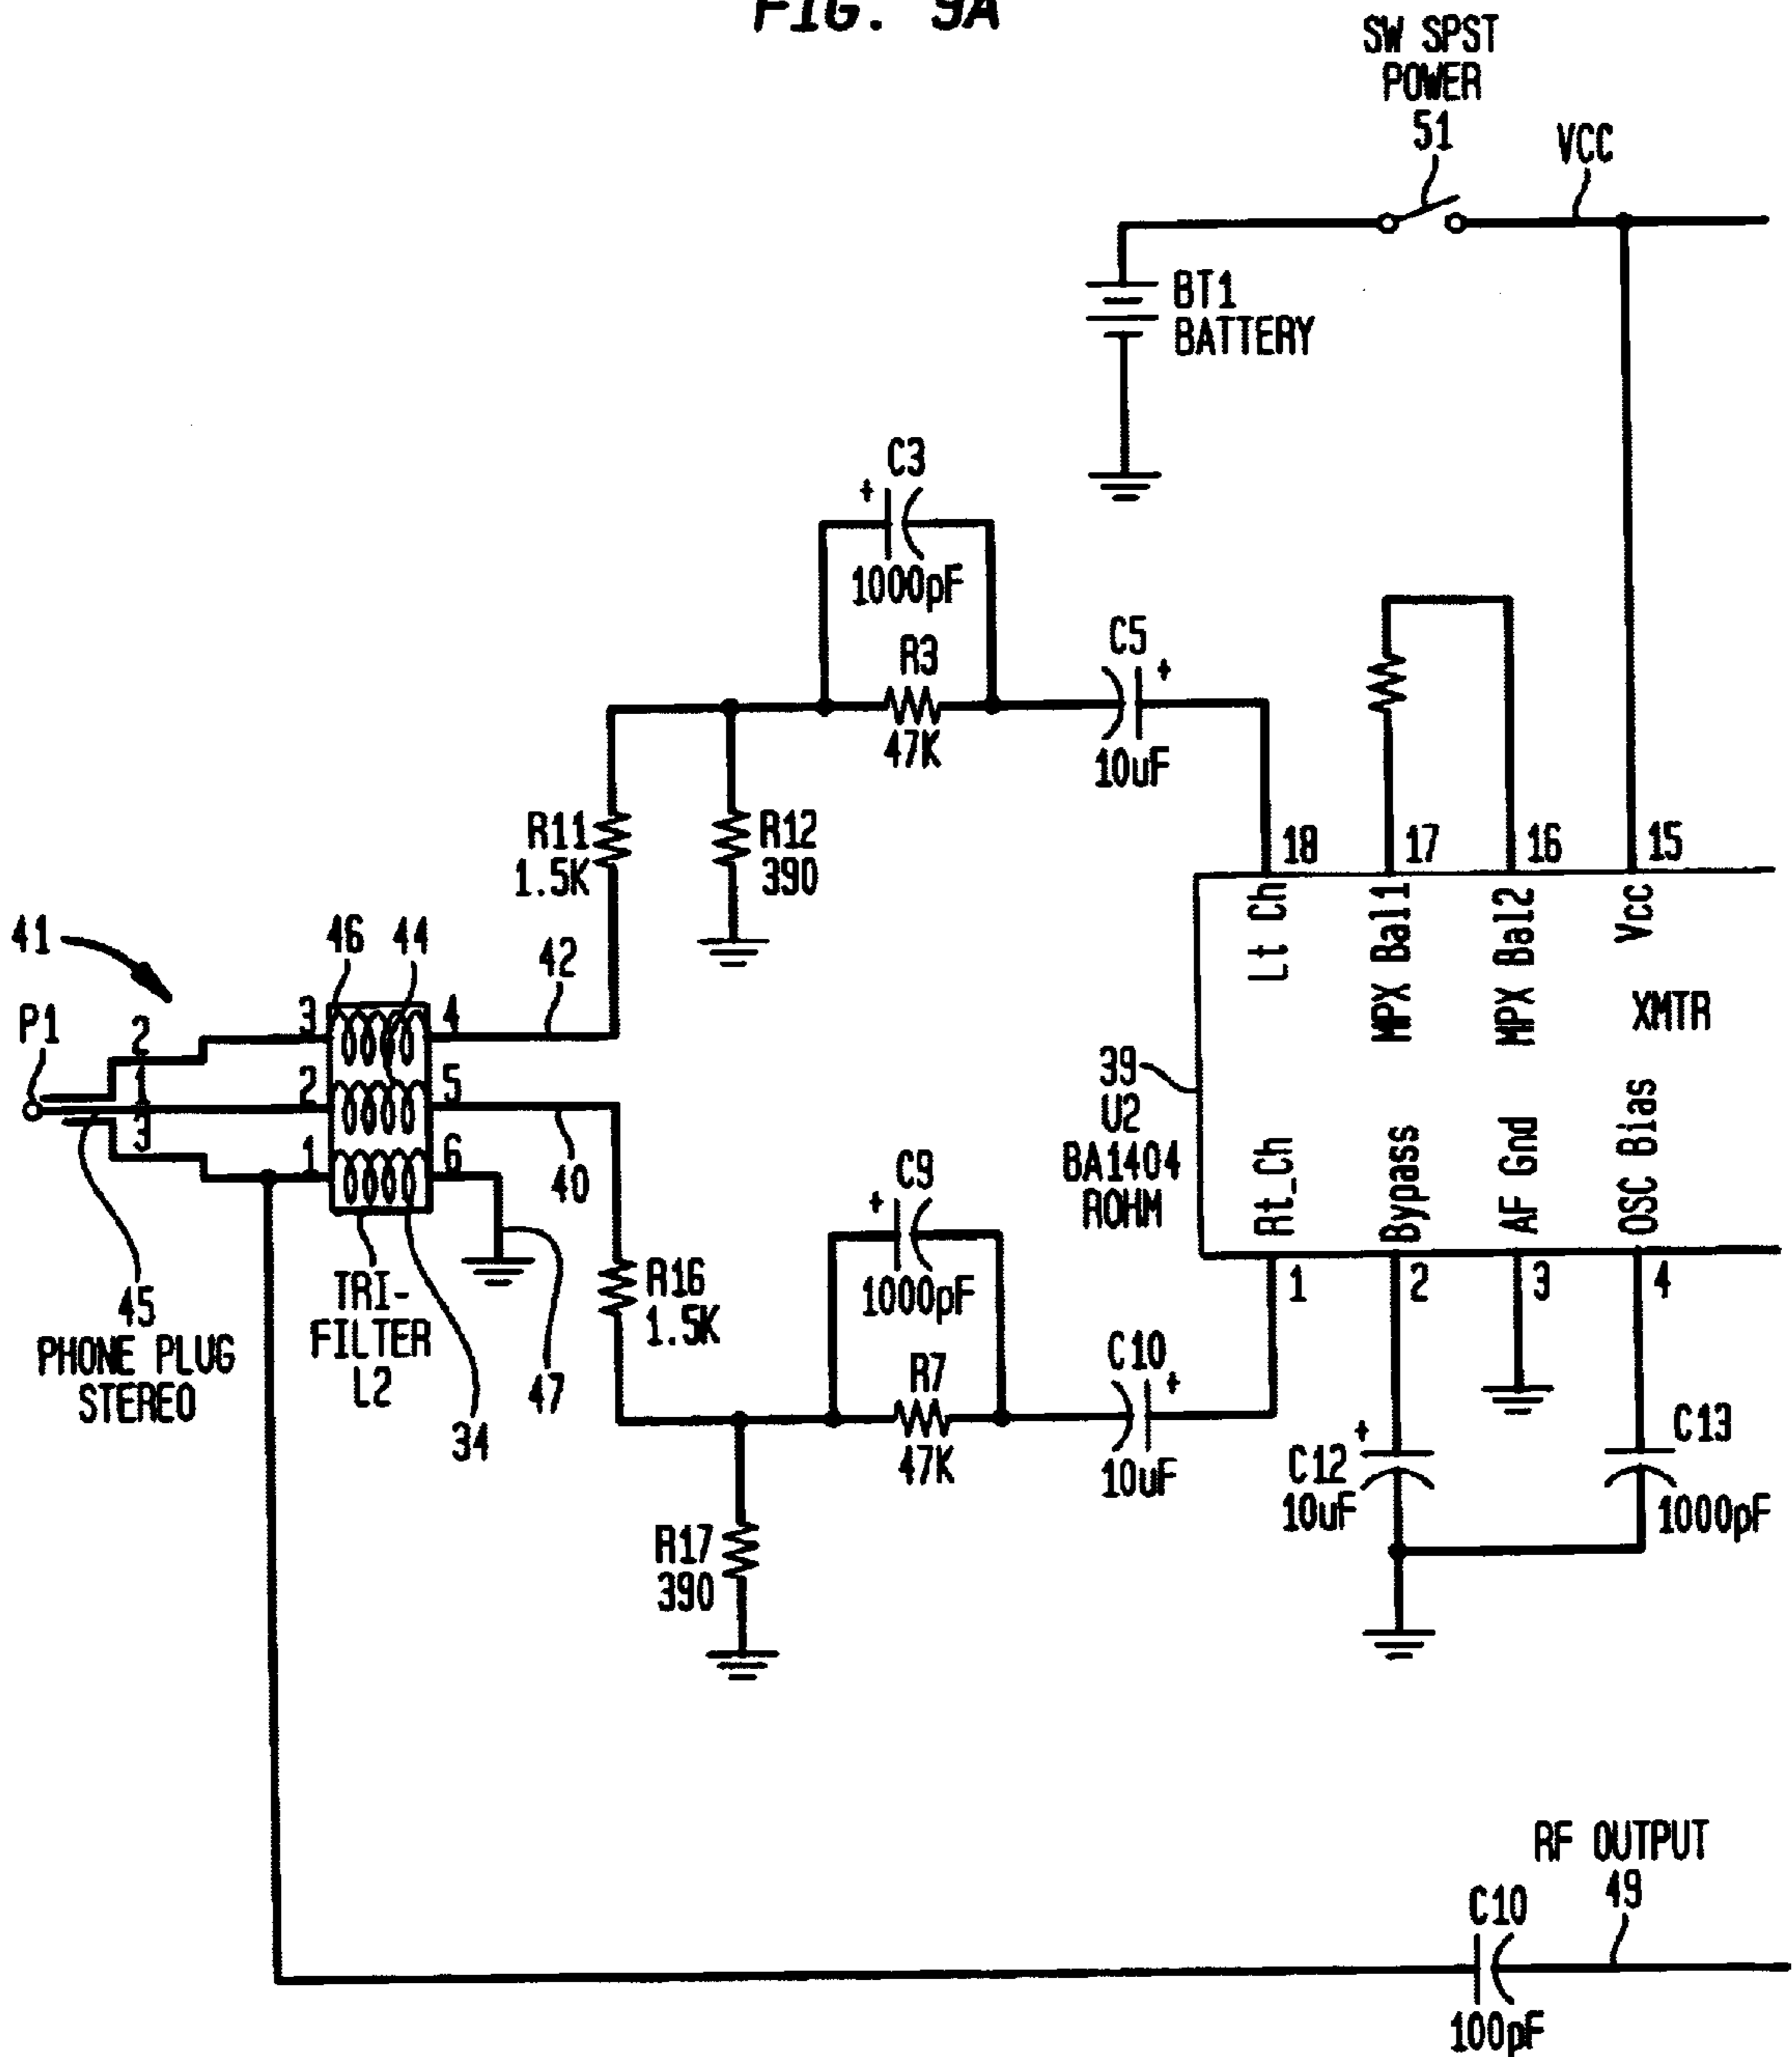 FIG. 9A
SW SPST
POWER
51
VCC
BT1
BATTERY
C3
+
1000pF
R3
47K
C5
+
10uF
R11
1.5K
R12
390
18
17
16
15
Lt Ch
MPX Bal1
MPX Bal2
Vcc
XMTR
41
46
44
42
P1
2
1
3
3
2
1
4
5
6
40
39
U2
BA1404
ROHM
Rt_Ch
Bypass
AF Gnd
OSC Bias
1
2
3
4
45
PHONE PLUG
STEREO
TRI-
FILTER
L2
34
47
R16
1.5K
C9
+
1000pF
R7
47K
C10
+
10uF
R17
390
C12
+
10uF
C13
1000pF
RF OUTPUT
49
C10
100pF